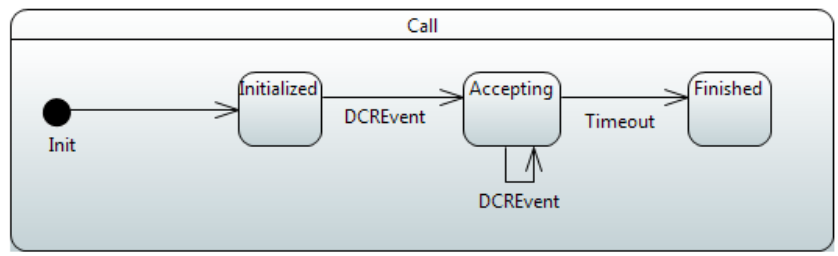 Call
Initialized
Accepting
Finished
DCREvent
Timeout
Init
DCREvent